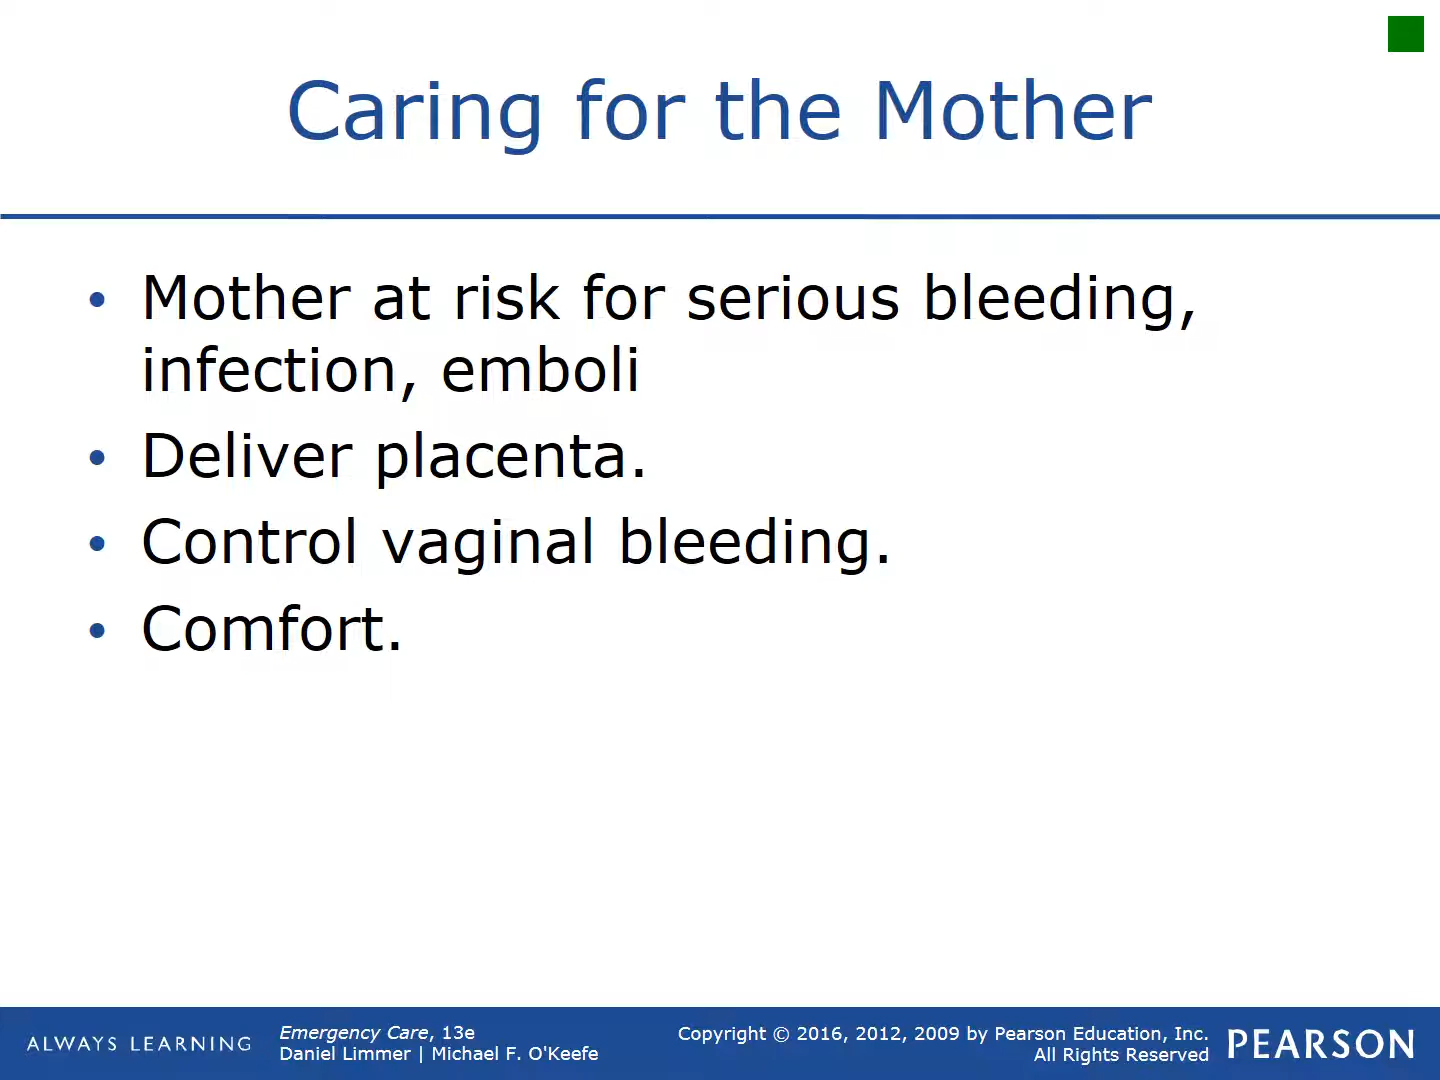 Caring for the Mother
• Mother at risk for serious bleeding,
infection, emboli
• Deliver placenta.
• Control vaginal bleeding.
• Comfort.
ALWAYS LEARNING
Emergency Care, 13e
Daniel Limmer | Michael F. O'Keefe
Copyright © 2016, 2012, 2009 by Pearson Education, Inc.
All Rights Reserved
PEARSON